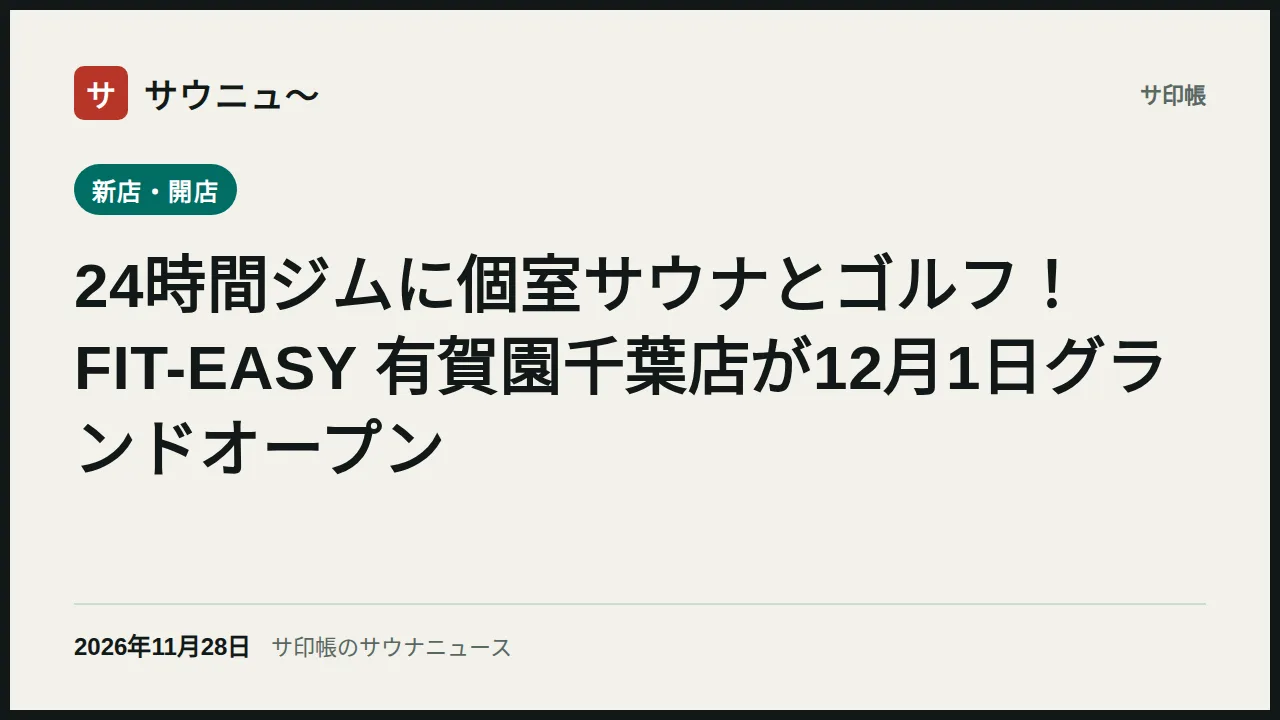 サ サウニュ〜
サ印帳
新店・開店
24時間ジムに個室サウナとゴルフ！
FIT-EASY 有賀園千葉店が12月1日グラ
ンドオープン
2026年11月28日 サ印帳のサウナニュース